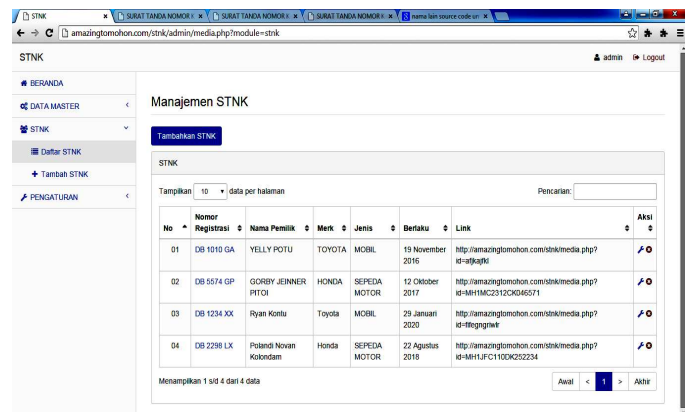 STNK
SURAT TANDA NOMOR K
SURAT TANDA NOMOR K
SURAT TANDA NOMOR K
nama lain source code un
amazingtomohon.com/stnk/admin/media.php?module=stnk
STNK
admin
Logout
BERANDA
DATA MASTER
STNK
Daftar STNK
Tambah STNK
PENGATURAN
Manajemen STNK
Tambahkan STNK
STNK
Tampilkan 10 data per halaman
Pencarian:
No Nomor Registrasi Nama Pemilik Merk Jenis Berlaku Link Aksi
01 DB 1010 GA YELLY POTU TOYOTA MOBIL 19 November 2016 http://amazingtomohon.com/stnk/media.php?
id=afjkajfkl
02 DB 5574 GP GORBY JEINNER PITOI HONDA SEPEDA MOTOR 12 Oktober 2017 http://amazingtomohon.com/stnk/media.php?
id=MH1MC2312CK046571
03 DB 1234 XX Ryan Kontu Toyota MOBIL 29 Januari 2020 http://amazingtomohon.com/stnk/media.php?
id=fifegngriwlr
04 DB 2298 LX Polandi Novan Kolondam Honda SEPEDA MOTOR 22 Agustus 2018 http://amazingtomohon.com/stnk/media.php?
id=MH1JFC110DK252234
Menampilkan 1 s/d 4 dari 4 data
Awal < 1 > Akhir